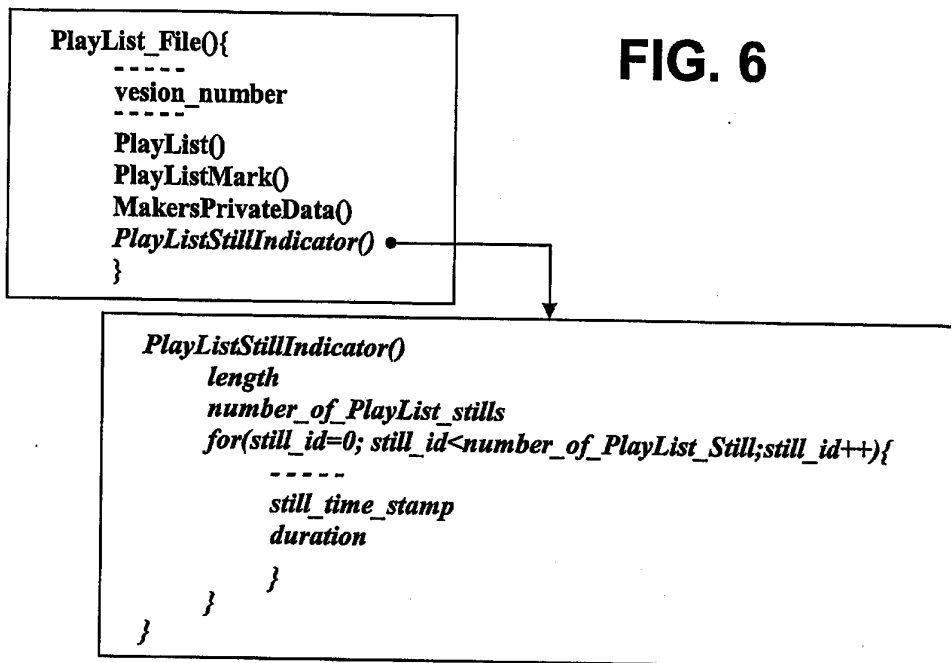 FIG. 6
PlayList_File(){
- - - - -
vesion_number
- - - - -
PlayList()
PlayListMark()
MakersPrivateData()
PlayListStillIndicator()
}
PlayListStillIndicator()
length
number_of_PlayList_stills
for(still_id=0; still_id<number_of_PlayList_Still;still_id++){
- - - - -
still_time_stamp
duration
}
}
}